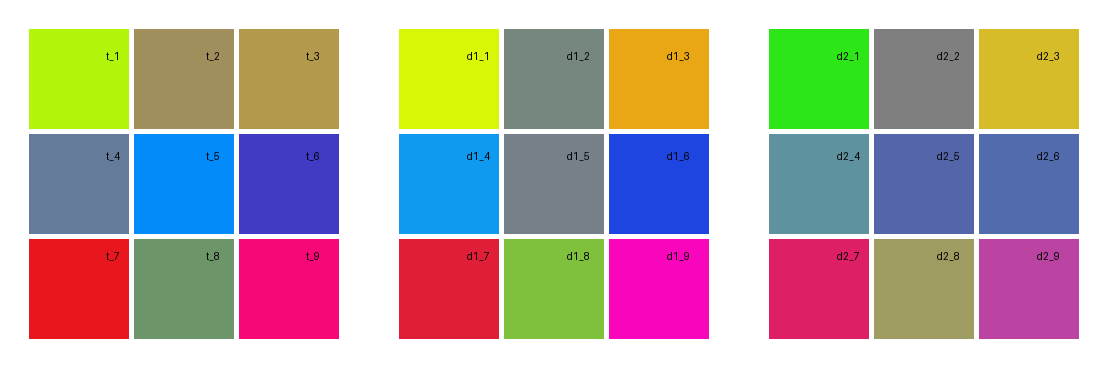 t_1 t_2 t_3 d1_1 d1_2 d1_3 d2_1 d2_2 d2_3
t_4 t_5 t_6 d1_4 d1_5 d1_6 d2_4 d2_5 d2_6
t_7 t_8 t_9 d1_7 d1_8 d1_9 d2_7 d2_8 d2_9